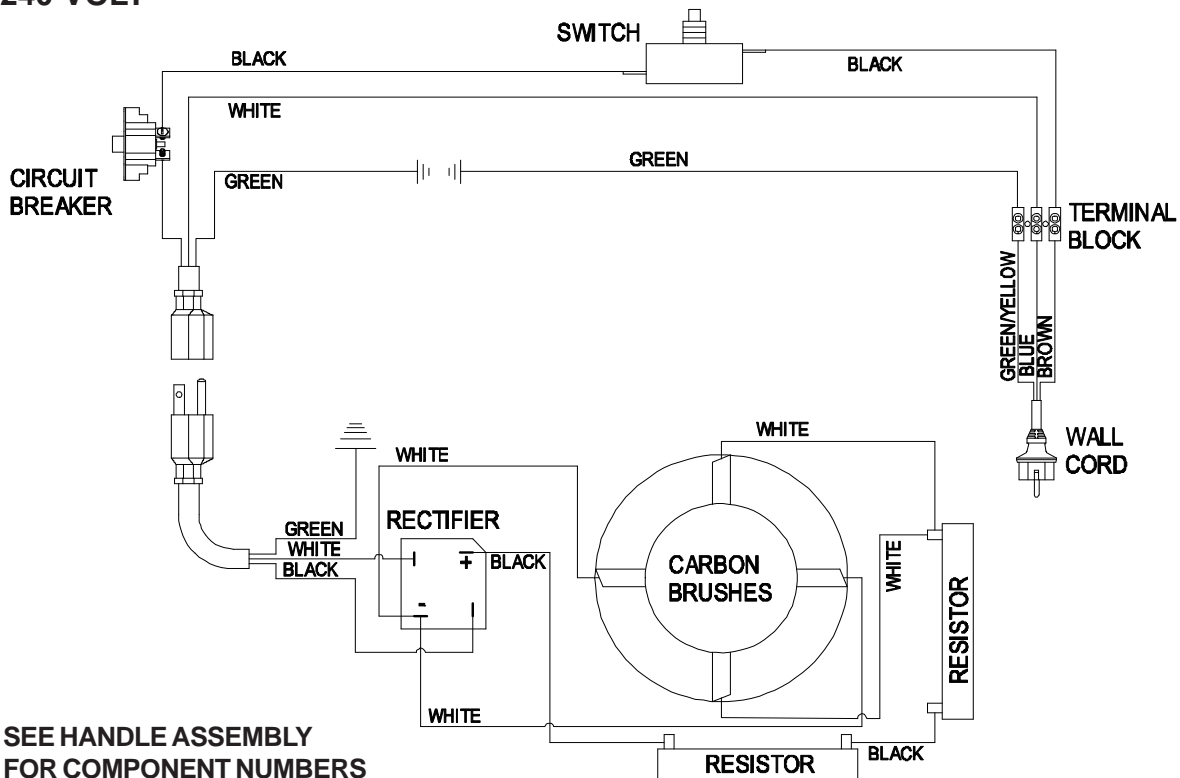 240 VOLT
SWITCH
BLACK
BLACK
WHITE
GREEN
GREEN
CIRCUIT
BREAKER
TERMINAL
BLOCK
GREEN/YELLOW
BLUE
BROWN
WALL
CORD
WHITE
WHITE
RECTIFIER
GREEN
WHITE
BLACK
+
-
BLACK
CARBON
BRUSHES
WHITE
RESISTOR
WHITE
BLACK
RESISTOR
SEE HANDLE ASSEMBLY
FOR COMPONENT NUMBERS